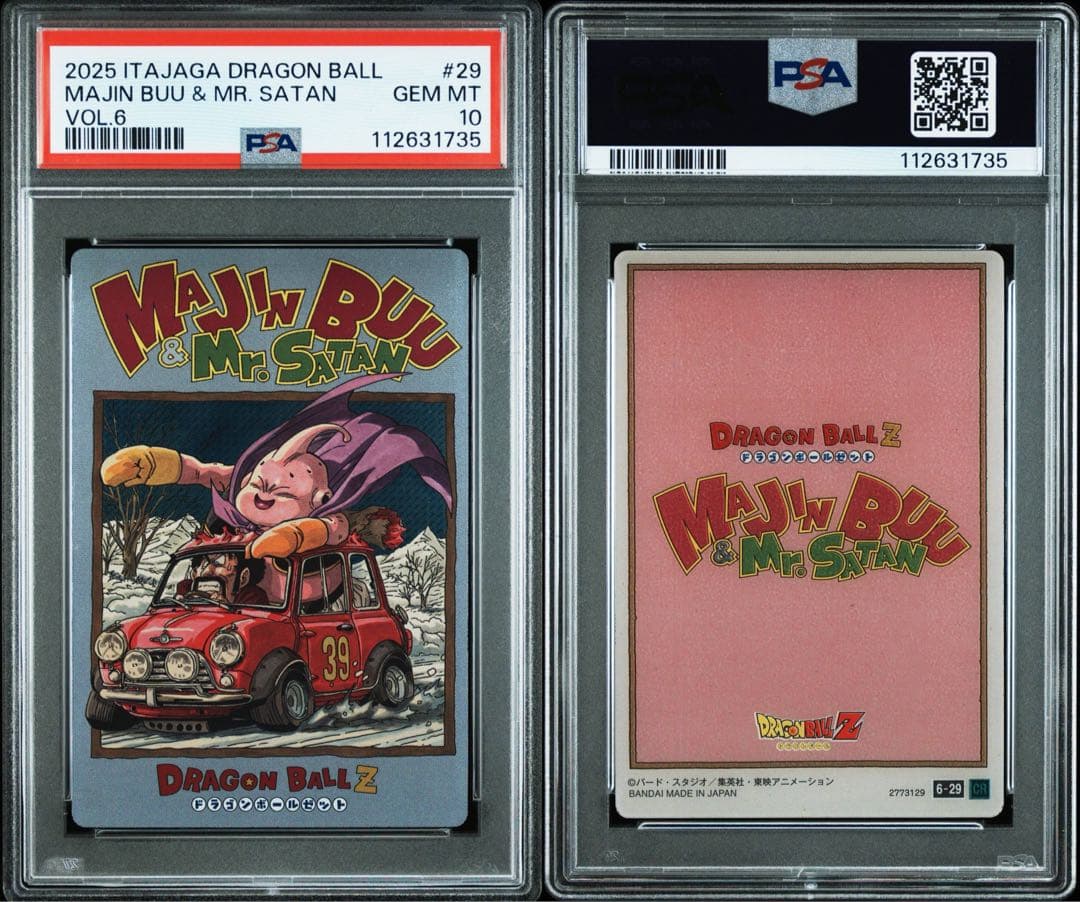 2025 ITAJAGA DRAGON BALL #29
MAJIN BUU & MR. SATAN GEM MT
VOL.6 10
PSA 112631735
MAJIN BUU
& Mr. SATAN
39
DRAGON BALL Z
ドラゴンボールゼット
PSA
112631735
DRAGON BALL Z
ドラゴンボールゼット
MAJIN BUU
& Mr. SATAN
DRAGON BALL Z
©バード・スタジオ/集英社・東映アニメーション
BANDAI MADE IN JAPAN 2773129 6-29 CR
PSA